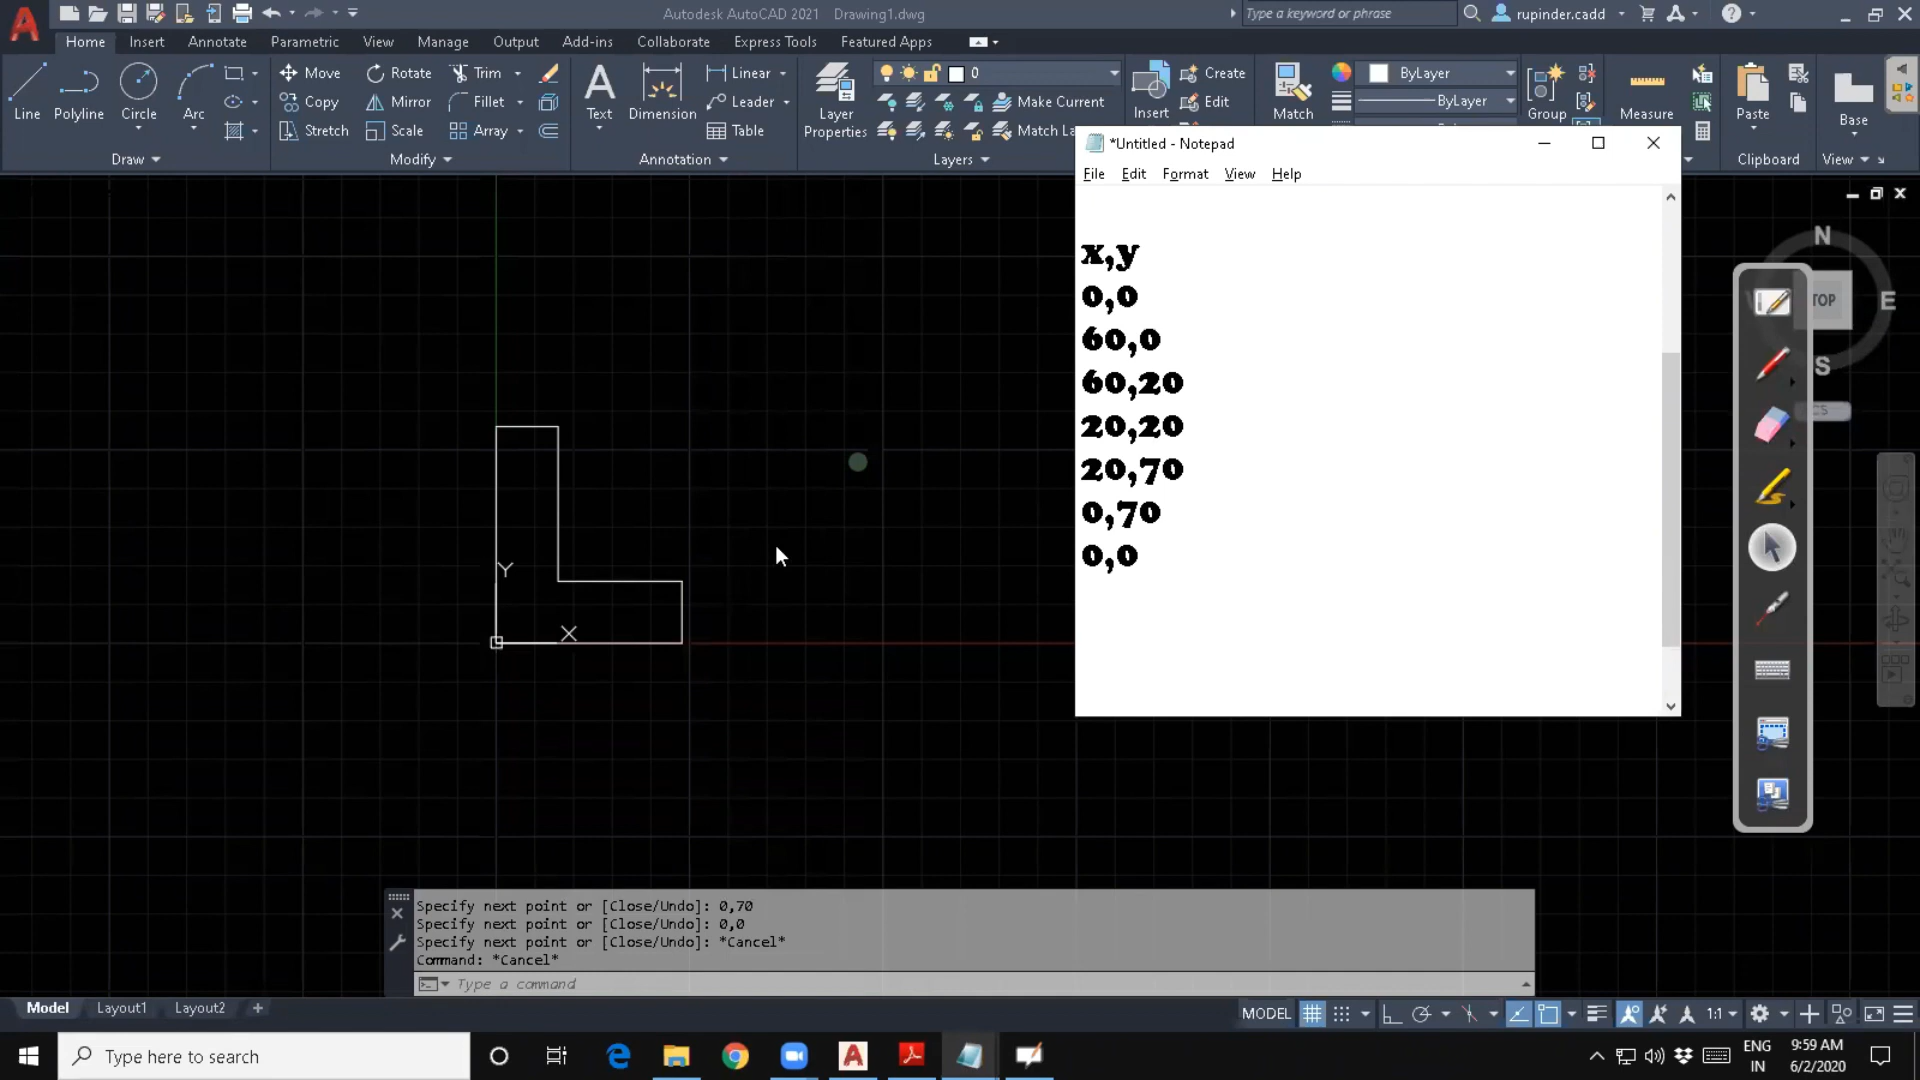 Autodesk AutoCAD 2021 Drawing1.dwg
Type a keyword or phrase
rupinder.cadd
Home Insert Annotate Parametric View Manage Output Add-ins Collaborate Express Tools Featured Apps
Line Polyline Circle Arc
Move Rotate Trim
Copy Mirror Fillet
Stretch Scale Array
Text Dimension
Linear
Leader
Table
Layer Properties
0
Make Current
Match La
Insert
Create
Edit
Match
ByLayer
ByLayer
Group
Measure
Paste
Base
Draw Modify Annotation Layers Clipboard View
*Untitled - Notepad
File Edit Format View Help
x,y
0,0
60,0
60,20
20,20
20,70
0,70
0,0
N
TOP
E
S
Y
X
Specify next point or [Close/Undo]: 0,70
Specify next point or [Close/Undo]: 0,0
Specify next point or [Close/Undo]: *Cancel*
Command: *Cancel*
Type a command
Model Layout1 Layout2 +
MODEL
1:1
Type here to search
ENG
IN
9:59 AM
6/2/2020